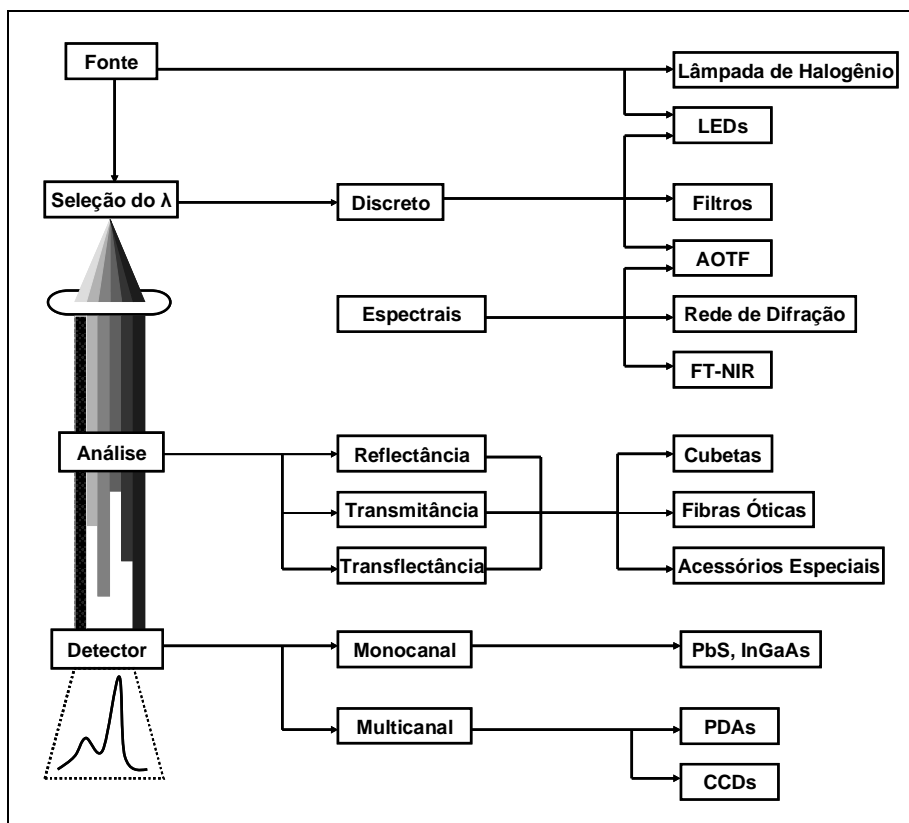 Fonte
Lâmpada de Halogênio
LEDs
Seleção do λ
Discreto
Filtros
AOTF
Espectrais
Rede de Difração
FT-NIR
Análise
Reflectância
Cubetas
Transmitância
Fibras Óticas
Transflectância
Acessórios Especiais
Detector
Monocanal
PbS, InGaAs
Multicanal
PDAs
CCDs